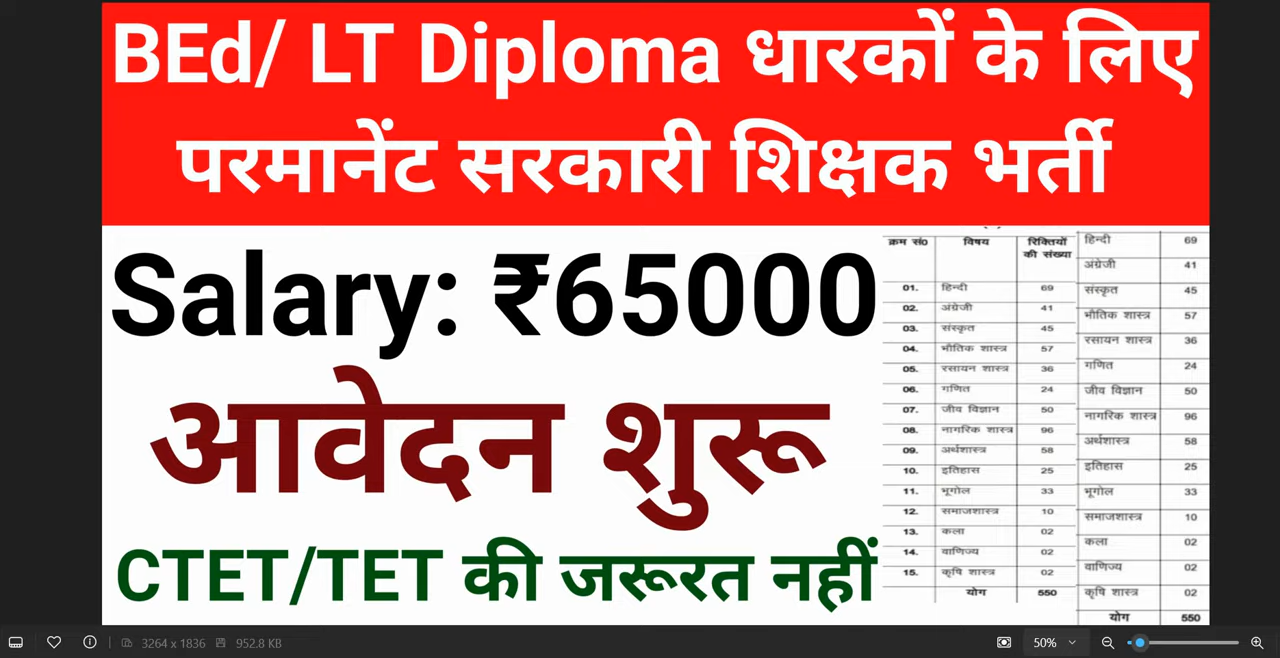 BEd/ LT Diploma धारकों के लिए
परमानेंट सरकारी शिक्षक भर्ती
Salary: ₹65000
आवेदन शुरू
CTET/TET की जरूरत नहीं
क्रम सं० विषय रिक्तियों की संख्या
01. हिन्दी 69
02. अंग्रेजी 41
03. संस्कृत 45
04. भौतिक शास्त्र 57
05. रसायन शास्त्र 36
06. गणित 24
07. जीव विज्ञान 50
08. नागरिक शास्त्र 96
09. अर्थशास्त्र 58
10. इतिहास 25
11. भूगोल 33
12. समाजशास्त्र 10
13. कला 02
14. वाणिज्य 02
15. कृषि शास्त्र 02
योग 550
हिन्दी 69
अंग्रेजी 41
संस्कृत 45
भौतिक शास्त्र 57
रसायन शास्त्र 36
गणित 24
जीव विज्ञान 50
नागरिक शास्त्र 96
अर्थशास्त्र 58
इतिहास 25
भूगोल 33
समाजशास्त्र 10
कला 02
वाणिज्य 02
कृषि शास्त्र 02
योग 550
3264 x 1836 952.8 KB 50%